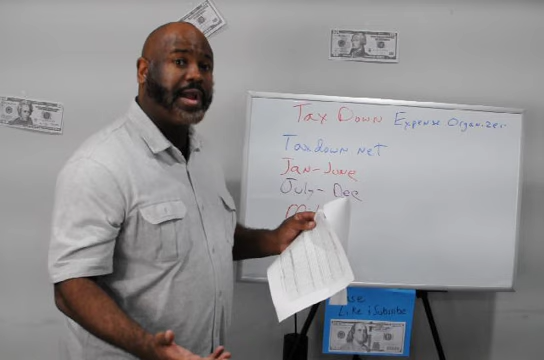 Tax Down Expense Organizer
Taxdown net
Jan-June
July-Dec
Like & Subscribe